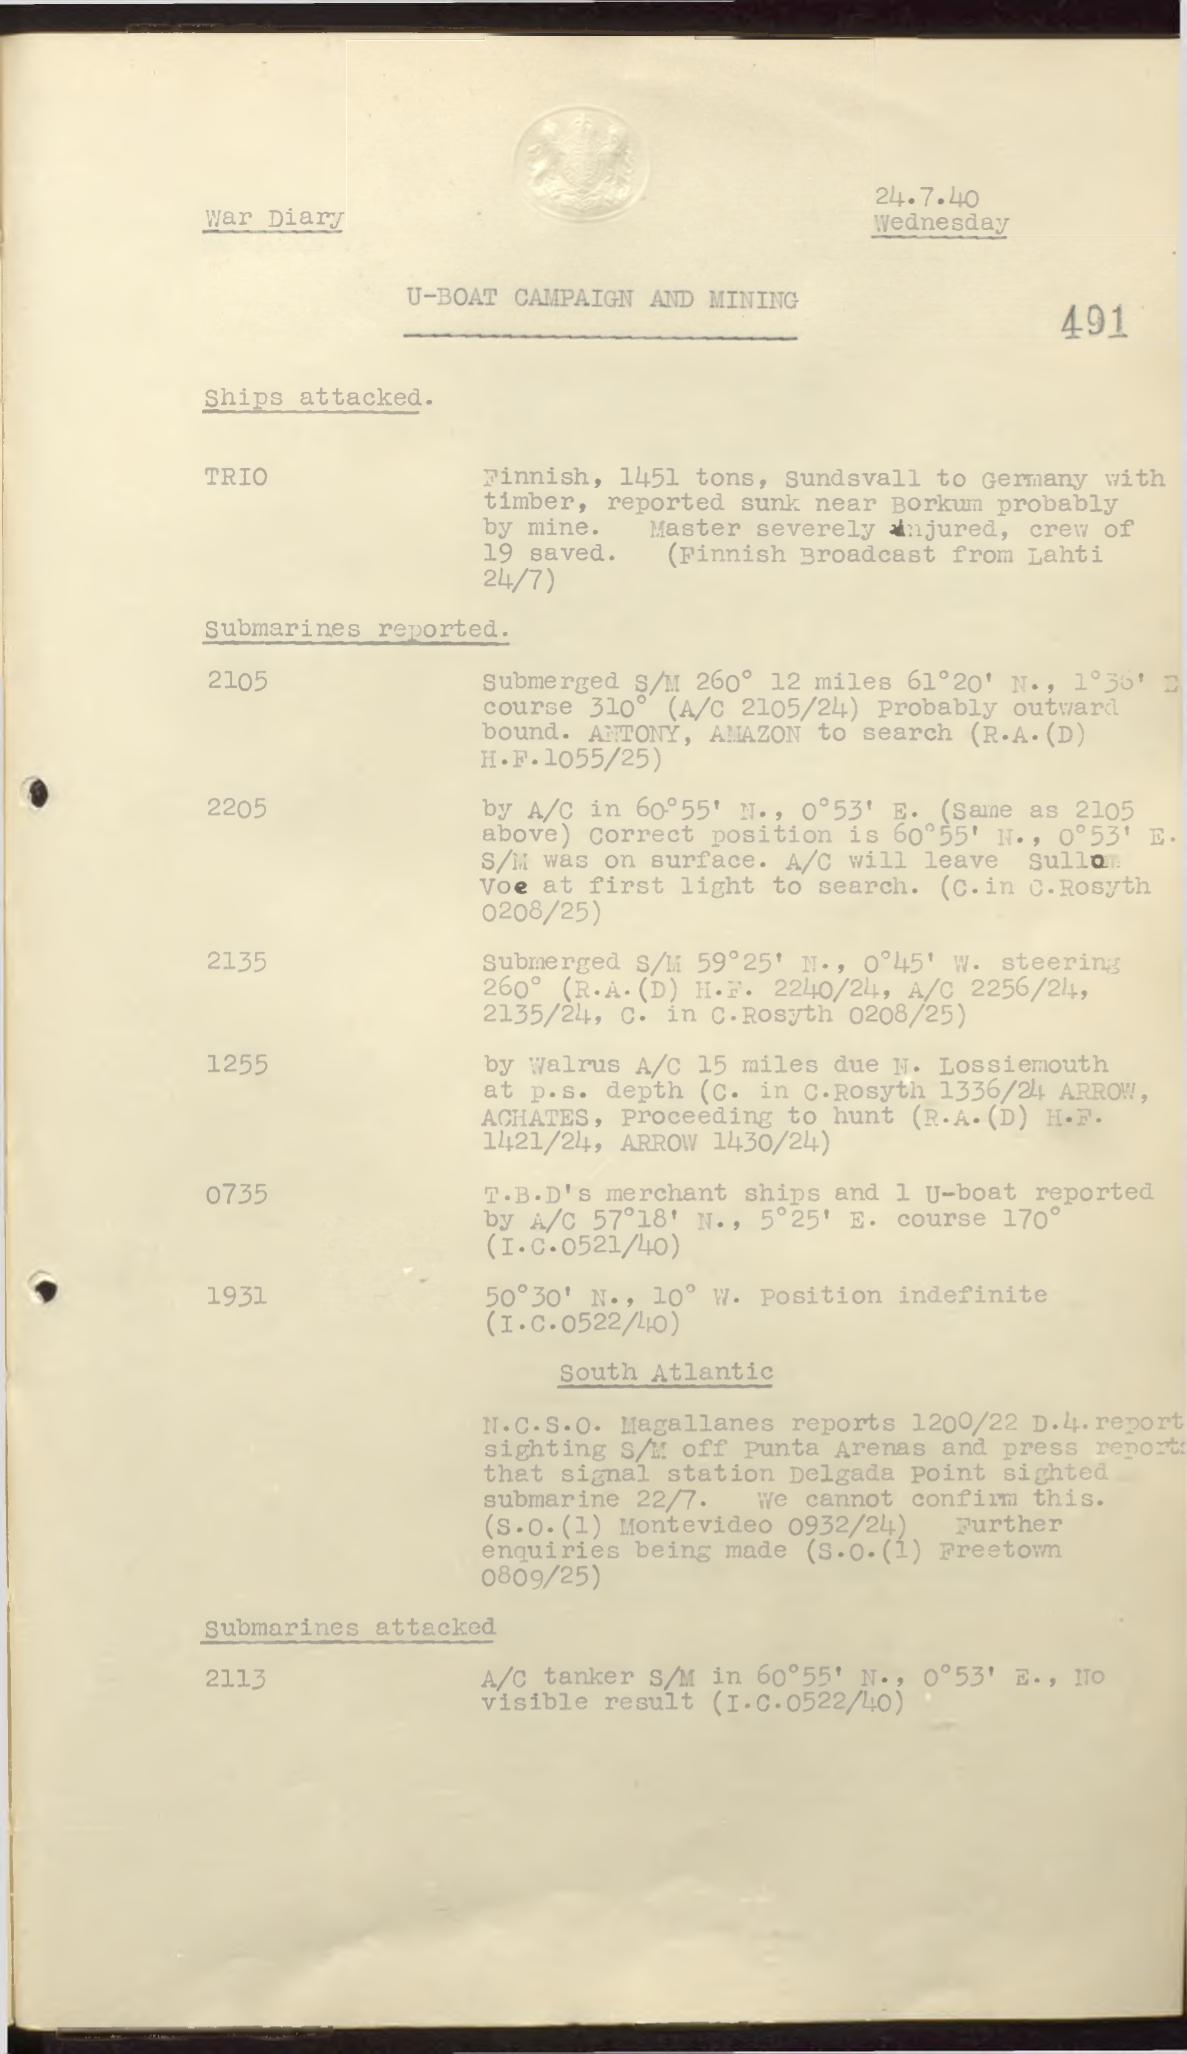 War Diary
24.7.40
Wednesday
U-BOAT CAMPAIGN AND MINING
491
Ships attacked.
TRIO Finnish, 1451 tons, Sundsvall to Germany with
timber, reported sunk near Borkum probably
by mine. Master severely injured, crew of
19 saved. (Finnish Broadcast from Lahti
24/7)
Submarines reported.
2105 Submerged S/M 260° 12 miles 61°20' N., 1°36' E
course 310° (A/C 2105/24) Probably outward
bound. ANTONY, AMAZON to search (R.A.(D)
H.F.1055/25)
2205 by A/C in 60°55' N., 0°53' E. (Same as 2105
above) Correct position is 60°55' N., 0°53' E.
S/M was on surface. A/C will leave Sullom
Voe at first light to search. (C.in C.Rosyth
0208/25)
2135 Submerged S/M 59°25' N., 0°45' W. steering
260° (R.A.(D) H.F. 2240/24, A/C 2256/24,
2135/24, C. in C.Rosyth 0208/25)
1255 by Walrus A/C 15 miles due N. Lossiemouth
at p.s. depth (C. in C.Rosyth 1336/24 ARROW,
ACHATES, Proceeding to hunt (R.A.(D) H.F.
1421/24, ARROW 1430/24)
0735 T.B.D's merchant ships and 1 U-boat reported
by A/C 57°18' N., 5°25' E. course 170°
(I.C.0521/40)
1931 50°30' N., 10° W. Position indefinite
(I.C.0522/40)
South Atlantic
N.C.S.O. Magallanes reports 1200/22 D.4.report
sighting S/M off Punta Arenas and press reports
that signal station Delgada Point sighted
submarine 22/7. We cannot confirm this.
(S.O.(1) Montevideo 0932/24) Further
enquiries being made (S.O.(1) Freetown
0809/25)
Submarines attacked
2113 A/C tanker S/M in 60°55' N., 0°53' E., No
visible result (I.C.0522/40)